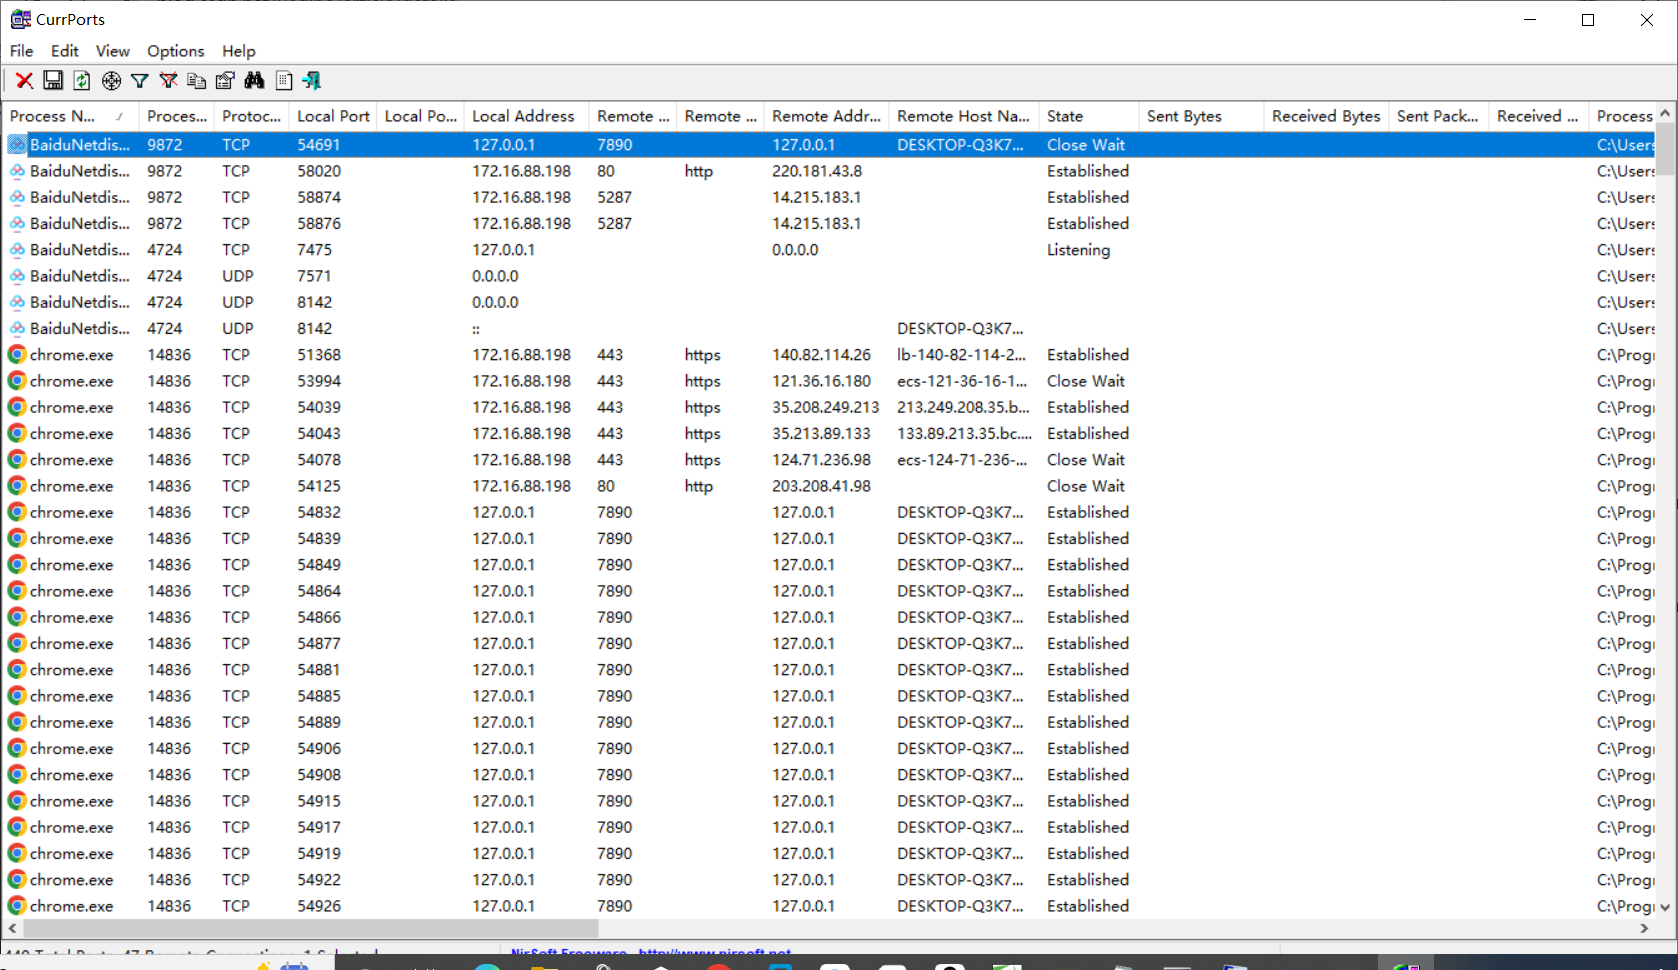 CurrPorts
File Edit View Options Help
Process N... Proces... Protoc... Local Port Local Po... Local Address Remote ... Remote ... Remote Addr... Remote Host Na... State Sent Bytes Received Bytes Sent Pack... Received ... Process
BaiduNetdis... 9872 TCP 54691 127.0.0.1 7890 127.0.0.1 DESKTOP-Q3K7... Close Wait C:\Users
BaiduNetdis... 9872 TCP 58020 172.16.88.198 80 http 220.181.43.8 Established C:\Users
BaiduNetdis... 9872 TCP 58874 172.16.88.198 5287 14.215.183.1 Established C:\Users
BaiduNetdis... 9872 TCP 58876 172.16.88.198 5287 14.215.183.1 Established C:\Users
BaiduNetdis... 4724 TCP 7475 127.0.0.1 0.0.0.0 Listening C:\Users
BaiduNetdis... 4724 UDP 7571 0.0.0.0 C:\Users
BaiduNetdis... 4724 UDP 8142 0.0.0.0 C:\Users
BaiduNetdis... 4724 UDP 8142 :: DESKTOP-Q3K7... C:\Users
chrome.exe 14836 TCP 51368 172.16.88.198 443 https 140.82.114.26 lb-140-82-114-2... Established C:\Progr
chrome.exe 14836 TCP 53994 172.16.88.198 443 https 121.36.16.180 ecs-121-36-16-1... Close Wait C:\Progr
chrome.exe 14836 TCP 54039 172.16.88.198 443 https 35.208.249.213 213.249.208.35.b... Established C:\Progr
chrome.exe 14836 TCP 54043 172.16.88.198 443 https 35.213.89.133 133.89.213.35.bc.... Established C:\Progr
chrome.exe 14836 TCP 54078 172.16.88.198 443 https 124.71.236.98 ecs-124-71-236-... Close Wait C:\Progr
chrome.exe 14836 TCP 54125 172.16.88.198 80 http 203.208.41.98 Close Wait C:\Progr
chrome.exe 14836 TCP 54832 127.0.0.1 7890 127.0.0.1 DESKTOP-Q3K7... Established C:\Progr
chrome.exe 14836 TCP 54839 127.0.0.1 7890 127.0.0.1 DESKTOP-Q3K7... Established C:\Progr
chrome.exe 14836 TCP 54849 127.0.0.1 7890 127.0.0.1 DESKTOP-Q3K7... Established C:\Progr
chrome.exe 14836 TCP 54864 127.0.0.1 7890 127.0.0.1 DESKTOP-Q3K7... Established C:\Progr
chrome.exe 14836 TCP 54866 127.0.0.1 7890 127.0.0.1 DESKTOP-Q3K7... Established C:\Progr
chrome.exe 14836 TCP 54877 127.0.0.1 7890 127.0.0.1 DESKTOP-Q3K7... Established C:\Progr
chrome.exe 14836 TCP 54881 127.0.0.1 7890 127.0.0.1 DESKTOP-Q3K7... Established C:\Progr
chrome.exe 14836 TCP 54885 127.0.0.1 7890 127.0.0.1 DESKTOP-Q3K7... Established C:\Progr
chrome.exe 14836 TCP 54889 127.0.0.1 7890 127.0.0.1 DESKTOP-Q3K7... Established C:\Progr
chrome.exe 14836 TCP 54906 127.0.0.1 7890 127.0.0.1 DESKTOP-Q3K7... Established C:\Progr
chrome.exe 14836 TCP 54908 127.0.0.1 7890 127.0.0.1 DESKTOP-Q3K7... Established C:\Progr
chrome.exe 14836 TCP 54915 127.0.0.1 7890 127.0.0.1 DESKTOP-Q3K7... Established C:\Progr
chrome.exe 14836 TCP 54917 127.0.0.1 7890 127.0.0.1 DESKTOP-Q3K7... Established C:\Progr
chrome.exe 14836 TCP 54919 127.0.0.1 7890 127.0.0.1 DESKTOP-Q3K7... Established C:\Progr
chrome.exe 14836 TCP 54922 127.0.0.1 7890 127.0.0.1 DESKTOP-Q3K7... Established C:\Progr
chrome.exe 14836 TCP 54926 127.0.0.1 7890 127.0.0.1 DESKTOP-Q3K7... Established C:\Progr
Total Ports, 47 Remote Connections, 1 Selected NirSoft Freeware. http://www.nirsoft.net